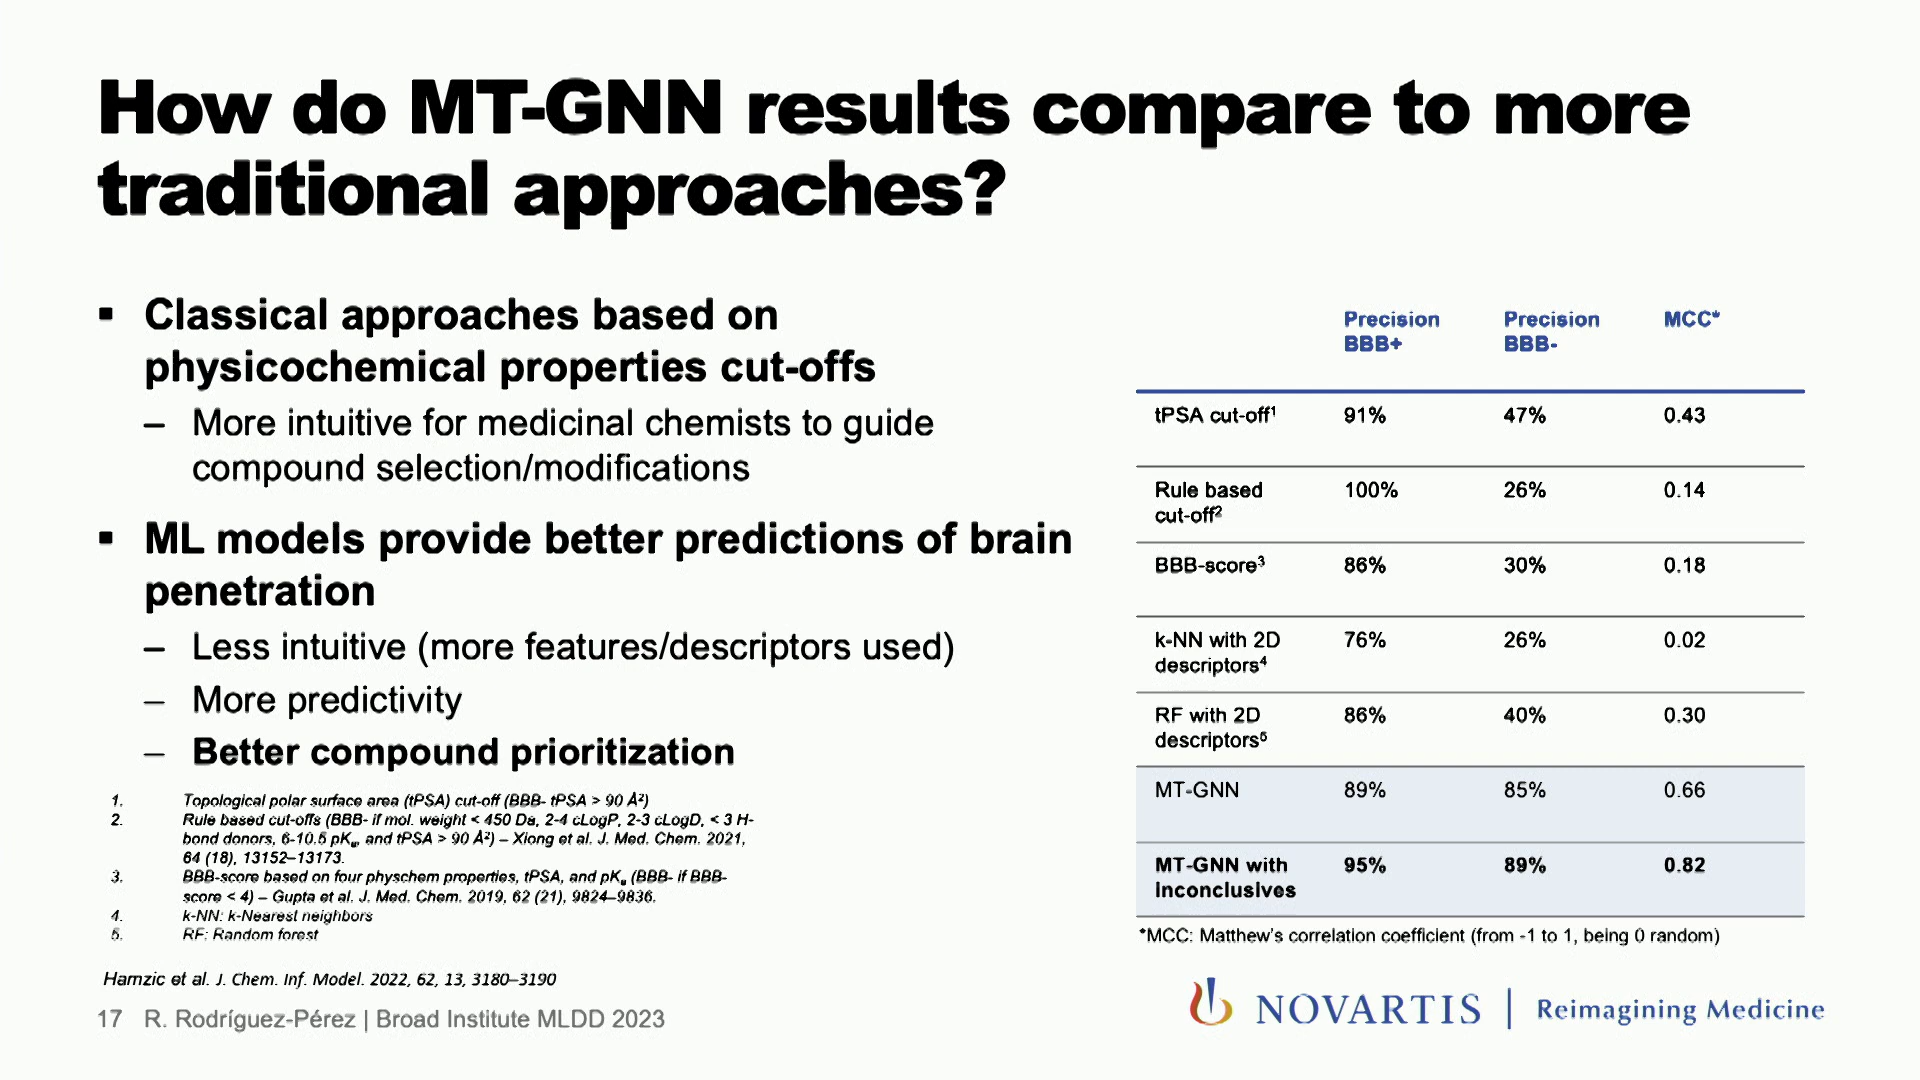 How do MT-GNN results compare to more
traditional approaches?
▪ Classical approaches based on
physicochemical properties cut-offs
– More intuitive for medicinal chemists to guide
compound selection/modifications
▪ ML models provide better predictions of brain
penetration
– Less intuitive (more features/descriptors used)
– More predictivity
– Better compound prioritization
1. Topological polar surface area (tPSA) cut-off (BBB- tPSA > 90 Å²)
2. Rule based cut-offs (BBB- if mol. weight < 450 Da, 2-4 cLogP, 2-3 cLogD, < 3 H-
bond donors, 6-10.5 pKₐ, and tPSA > 90 Å²) – Xiong et al. J. Med. Chem. 2021,
64 (18), 13152–13173.
3. BBB-score based on four physchem properties, tPSA, and pKₐ (BBB- if BBB-
score < 4) – Gupta et al. J. Med. Chem. 2019, 62 (21), 9824–9836.
4. k-NN: k-Nearest neighbors
5. RF: Random forest
Hamzic et al. J. Chem. Inf. Model. 2022, 62, 13, 3180–3190
17 R. Rodríguez-Pérez | Broad Institute MLDD 2023
Precision Precision MCC*
BBB+ BBB-
tPSA cut-off¹ 91% 47% 0.43
Rule based 100% 26% 0.14
cut-off²
BBB-score³ 86% 30% 0.18
k-NN with 2D 76% 26% 0.02
descriptors⁴
RF with 2D 86% 40% 0.30
descriptors⁵
MT-GNN 89% 85% 0.66
MT-GNN with 95% 89% 0.82
inconclusives
*MCC: Matthew's correlation coefficient (from -1 to 1, being 0 random)
NOVARTIS | Reimagining Medicine